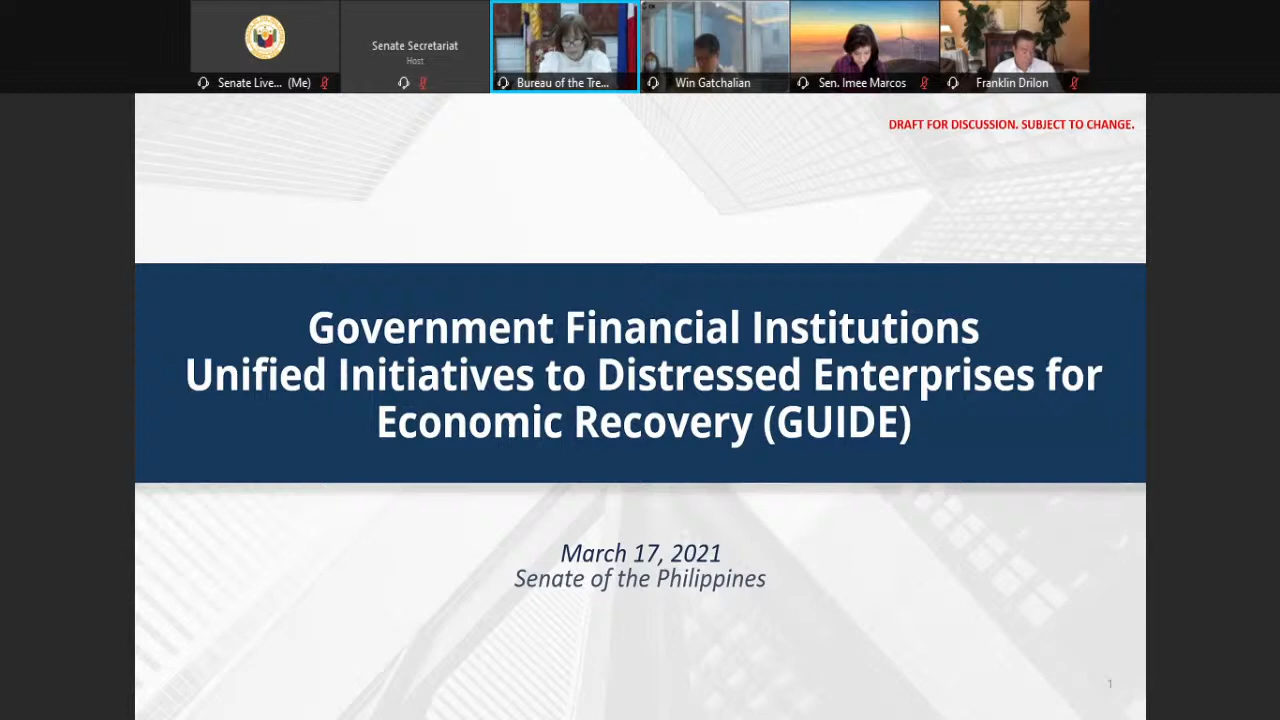 Senate Secretariat
Host
Senate Live... (Me)
Bureau of the Tre...
Win Gatchalian
Sen. Imee Marcos
Franklin Drilon
DRAFT FOR DISCUSSION. SUBJECT TO CHANGE.
Government Financial Institutions
Unified Initiatives to Distressed Enterprises for
Economic Recovery (GUIDE)
March 17, 2021
Senate of the Philippines
1